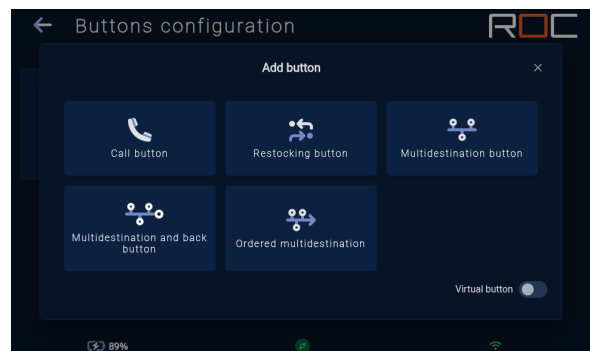 Buttons configuration
ROC
Add button
Call button
Restocking button
Multidestination button
Multidestination and back
button
Ordered multidestination
Virtual button
89%